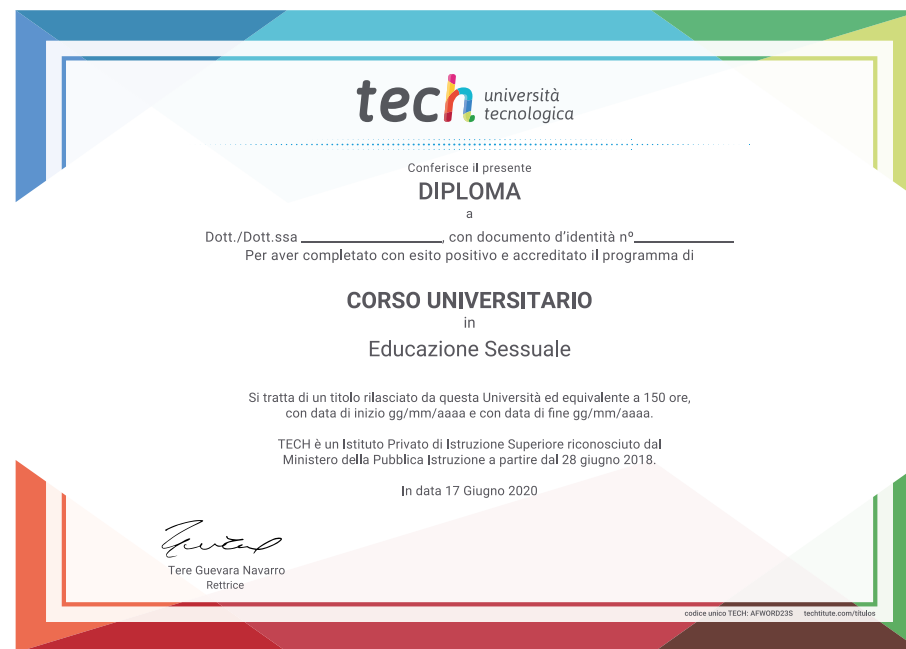 tech università
tecnologica
Conferisce il presente
DIPLOMA
a
Dott./Dott.ssa ____________________, con documento d'identità nº______________
Per aver completato con esito positivo e accreditato il programma di
CORSO UNIVERSITARIO
in
Educazione Sessuale
Si tratta di un titolo rilasciato da questa Università ed equivalente a 150 ore,
con data di inizio gg/mm/aaaa e con data di fine gg/mm/aaaa.
TECH è un Istituto Privato di Istruzione Superiore riconosciuto dal
Ministero della Pubblica Istruzione a partire dal 28 giugno 2018.
In data 17 Giugno 2020
Tere Guevara Navarro
Rettrice
codice unico TECH: AFWORD23S techtitute.com/titulos